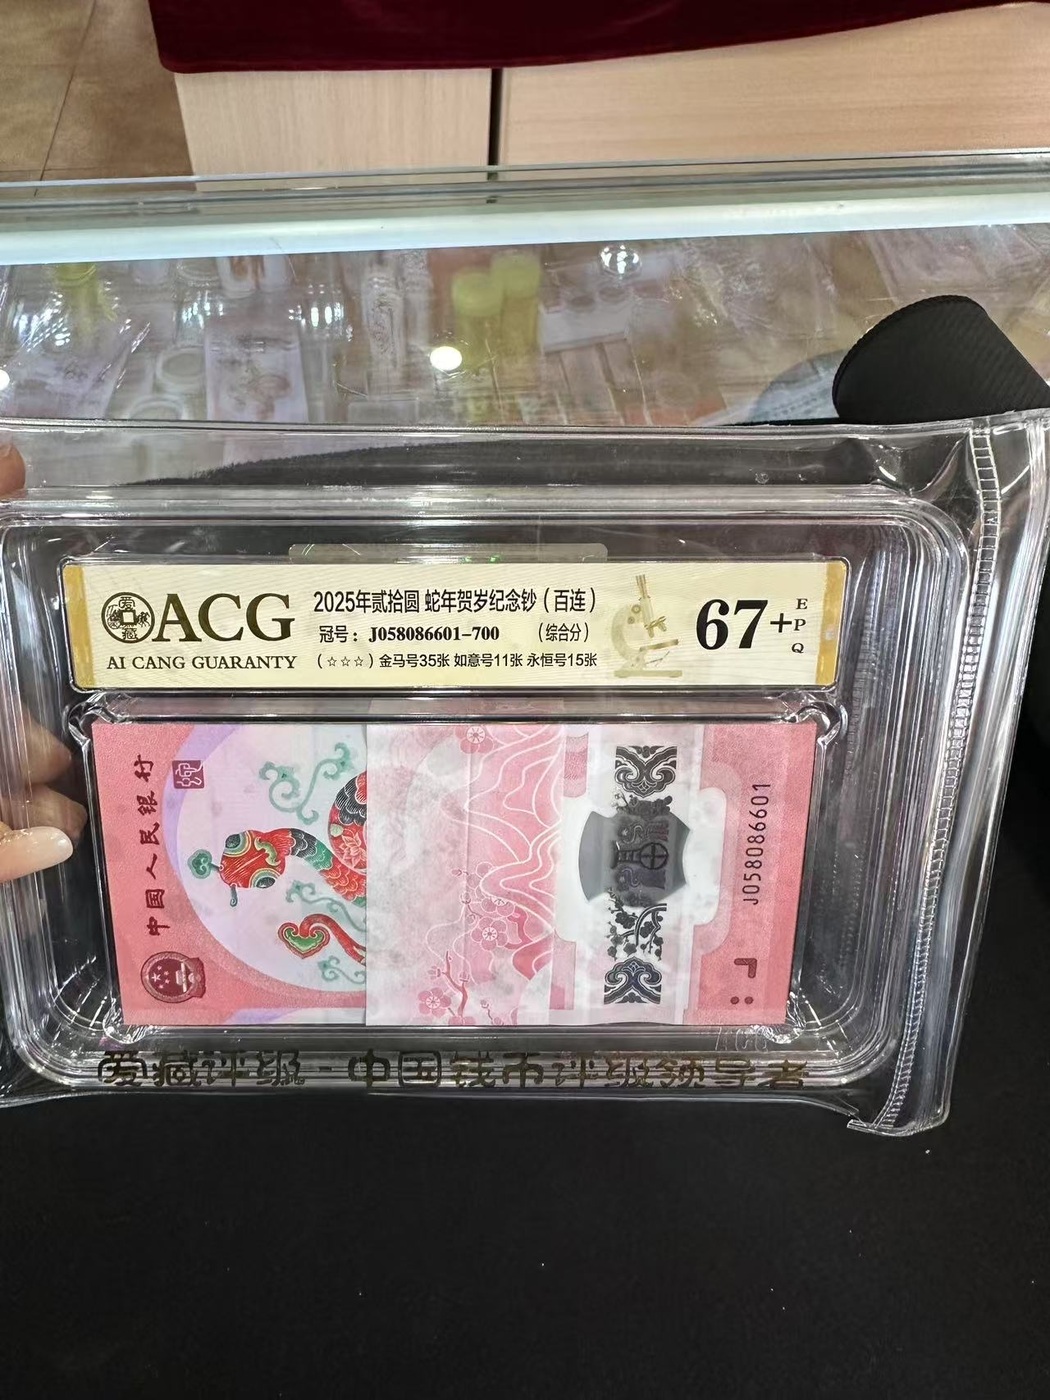 ACG
AI CANG GUARANTY
2025年贰拾圆 蛇年贺岁纪念钞（百连）
冠号：J058086601-700 （综合分）
（☆☆☆）金马号35张 如意号11张 永恒号15张
67+
EPQ
中国人民银行
J058086601
爱藏评级-中国钱币评级领导者